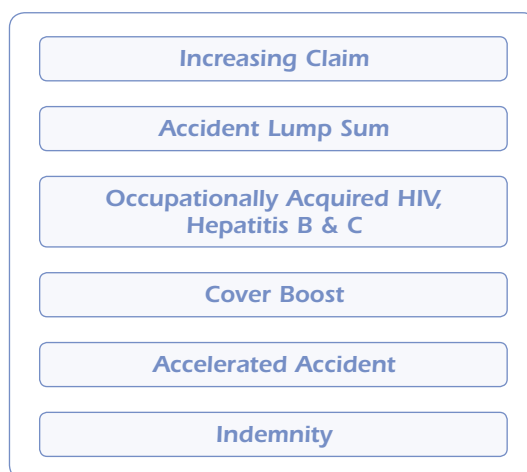 Increasing Claim
Accident Lump Sum
Occupationally Acquired HIV,
Hepatitis B & C
Cover Boost
Accelerated Accident
Indemnity